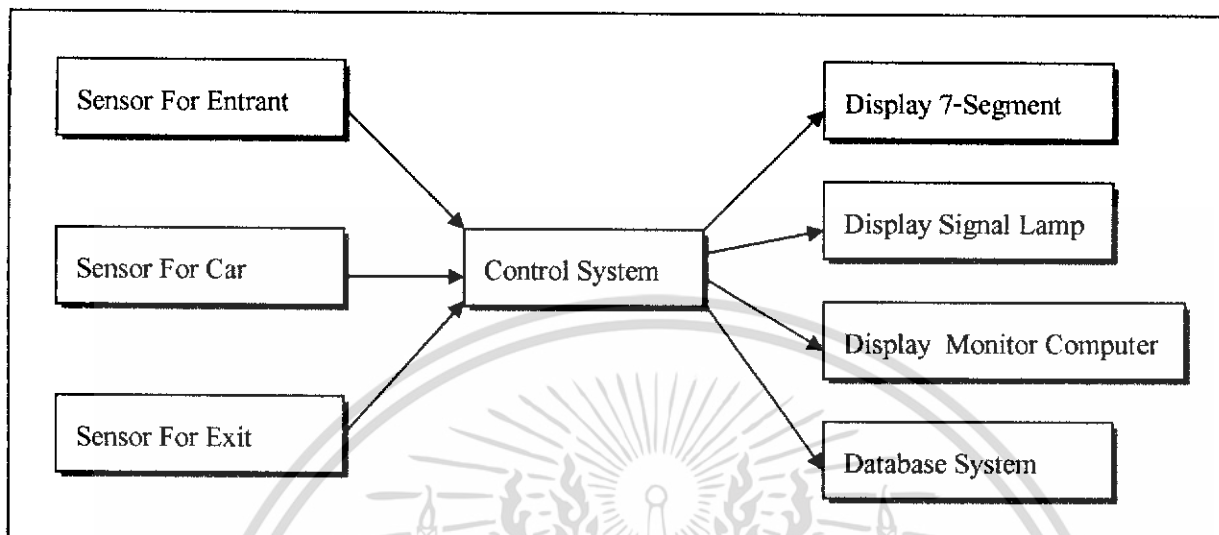 Sensor For Entrant
Sensor For Car
Sensor For Exit
Control System
Display 7-Segment
Display Signal Lamp
Display Monitor Computer
Database System